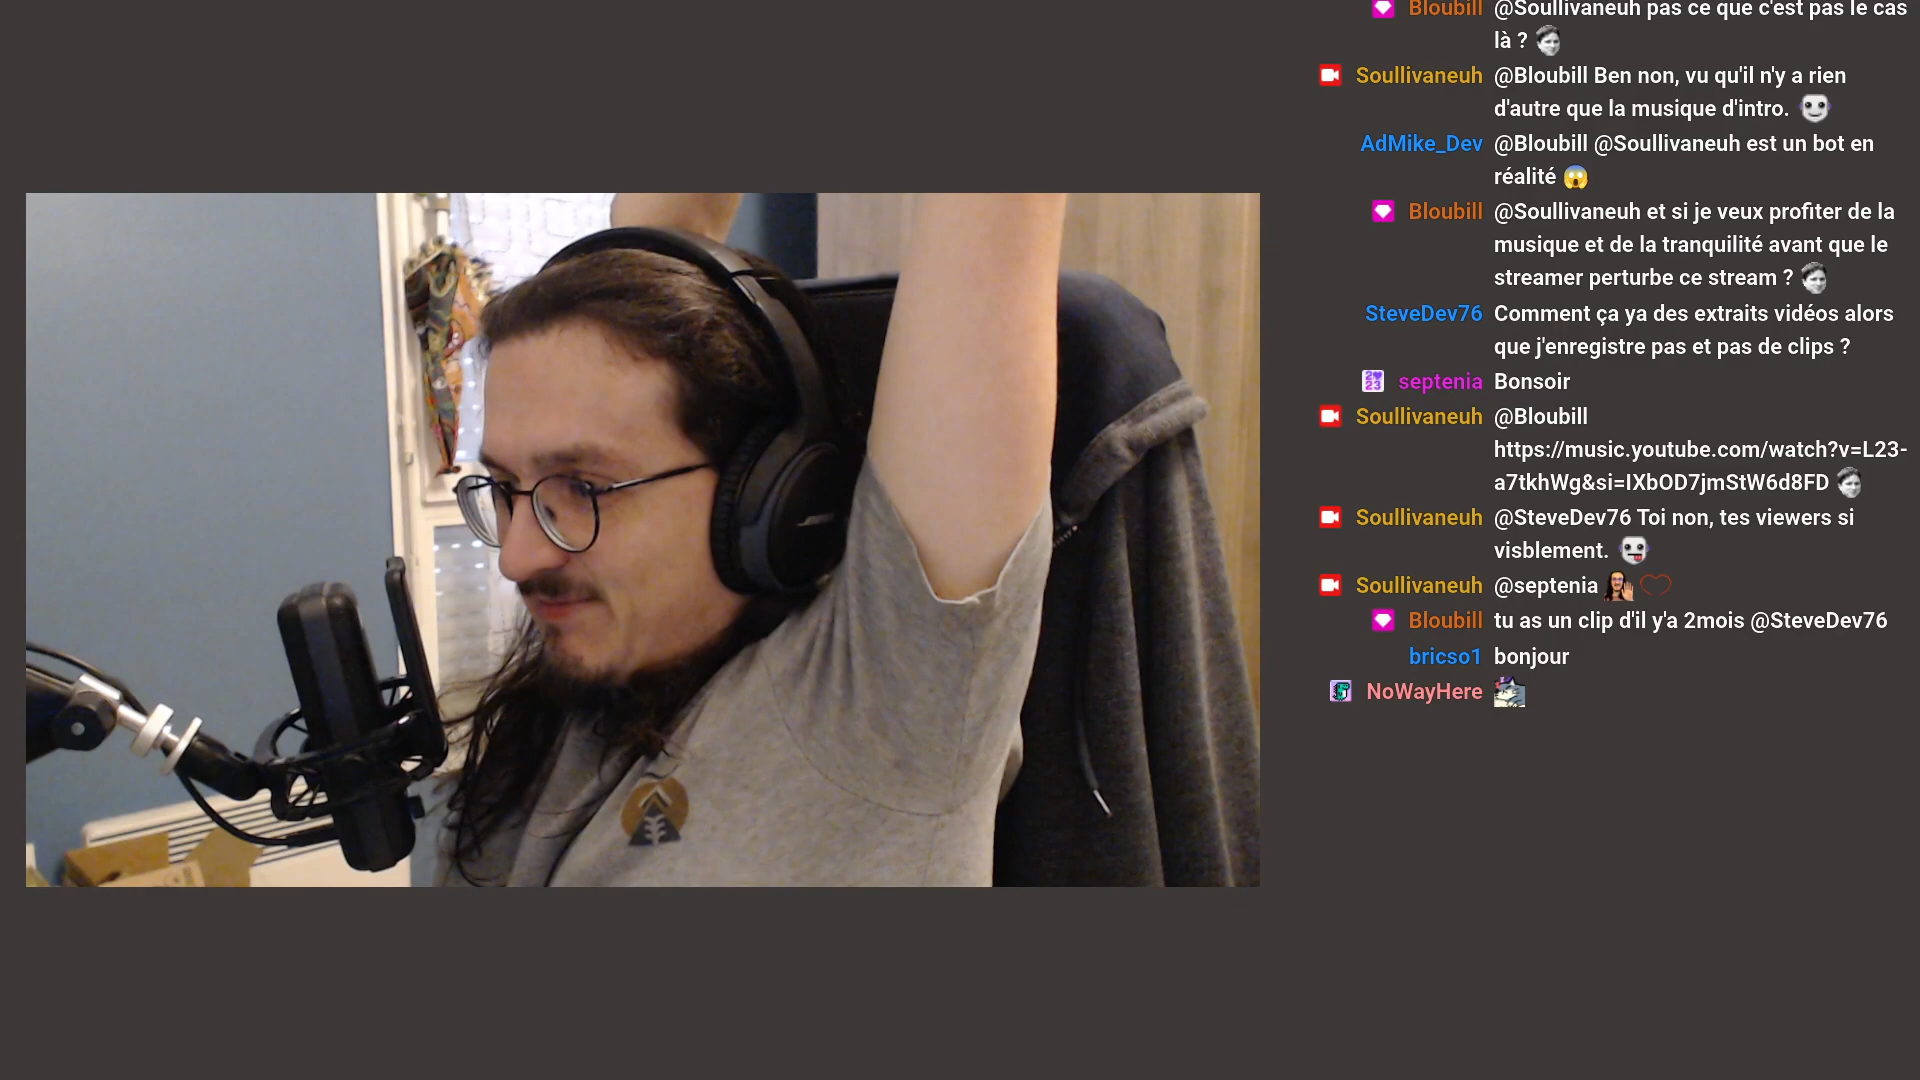 Bloubill @Soullivaneuh pas ce que c'est pas le cas
là ?
Soullivaneuh @Bloubill Ben non, vu qu'il n'y a rien
d'autre que la musique d'intro.
AdMike_Dev @Bloubill @Soullivaneuh est un bot en
réalité 😱
Bloubill @Soullivaneuh et si je veux profiter de la
musique et de la tranquilité avant que le
streamer perturbe ce stream ?
SteveDev76 Comment ça ya des extraits vidéos alors
que j'enregistre pas et pas de clips ?
septenia Bonsoir
Soullivaneuh @Bloubill
https://music.youtube.com/watch?v=L23-
a7tkhWg&si=IXbOD7jmStW6d8FD
Soullivaneuh @SteveDev76 Toi non, tes viewers si
visblement.
Soullivaneuh @septenia
Bloubill tu as un clip d'il y'a 2mois @SteveDev76
bricso1 bonjour
NoWayHere